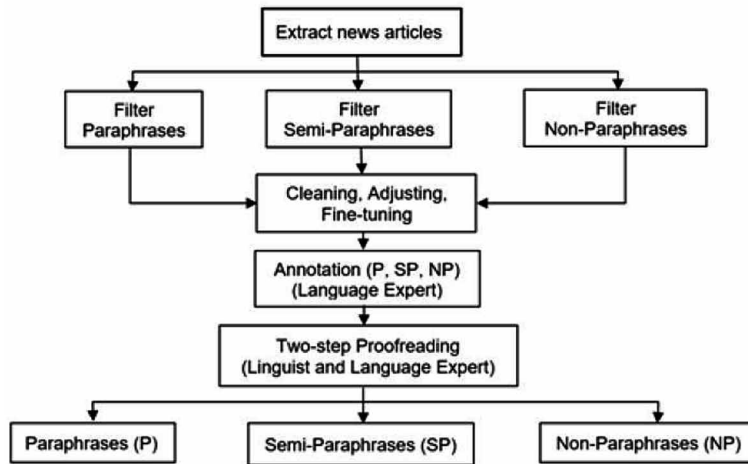 Extract news articles
Filter
Paraphrases
Filter
Semi-Paraphrases
Filter
Non-Paraphrases
Cleaning, Adjusting,
Fine-tuning
Annotation (P, SP, NP)
(Language Expert)
Two-step Proofreading
(Linguist and Language Expert)
Paraphrases (P)
Semi-Paraphrases (SP)
Non-Paraphrases (NP)